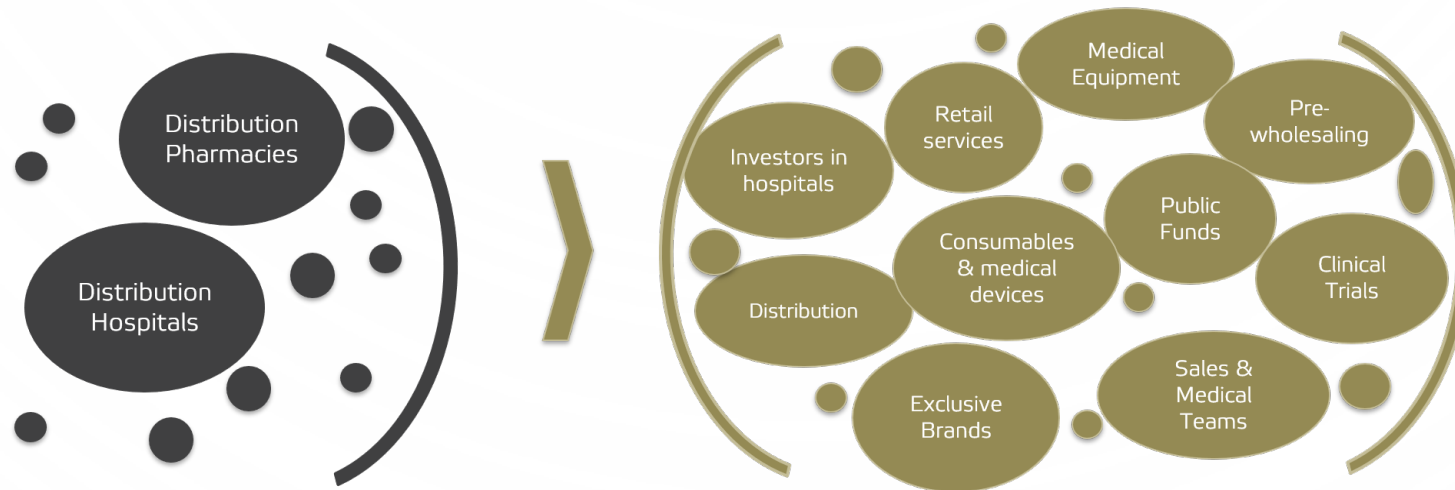 Distribution
Pharmacies
Distribution
Hospitals
Medical
Equipment
Retail
services
Pre-
wholesaling
Investors in
hospitals
Public
Funds
Consumables
& medical
devices
Clinical
Trials
Distribution
Exclusive
Brands
Sales &
Medical
Teams